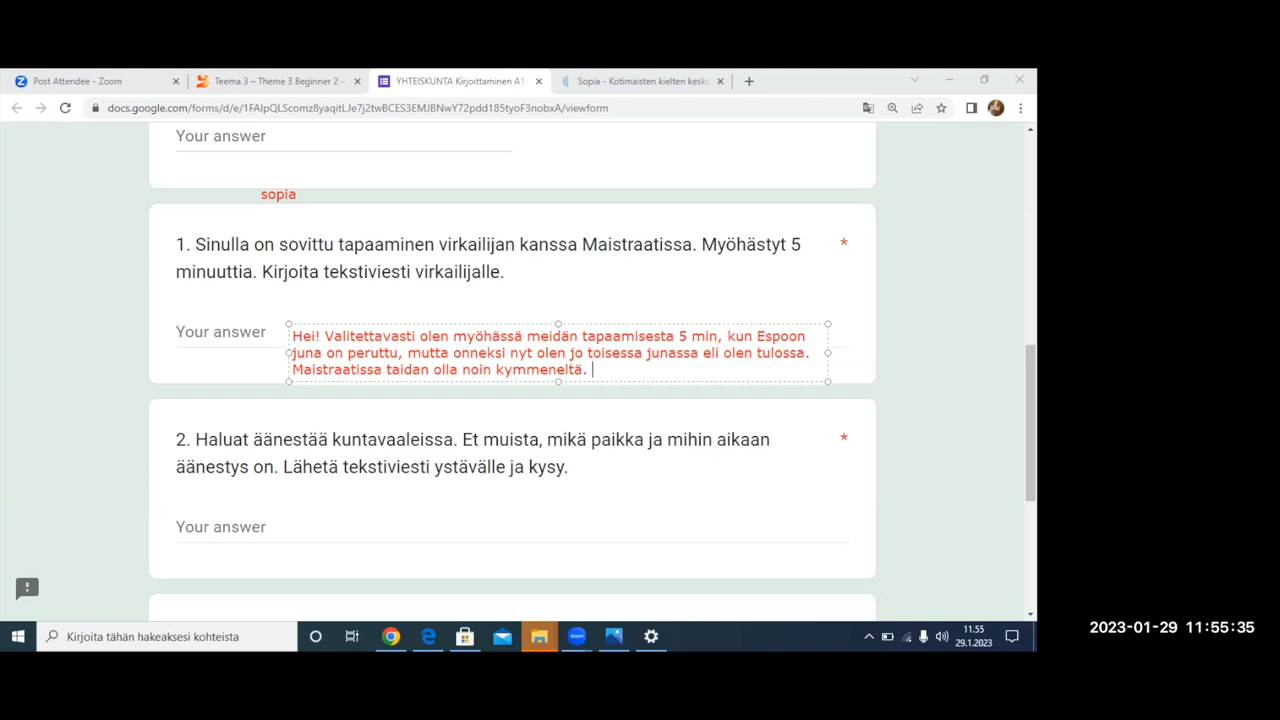 Post Attendee - Zoom
Teema 3 – Theme 3 Beginner 2 –
YHTEISKUNTA Kirjoittaminen A1
Sopia - Kotimaisten kielten kesku
docs.google.com/forms/d/e/1FAIpQLScomz8yaqitLIe7j2twBCES3EMJBNwY72pdd185tyoF3nobxA/viewform
Your answer
sopia
1. Sinulla on sovittu tapaaminen virkailijan kanssa Maistraatissa. Myöhästyt 5 *
minuuttia. Kirjoita tekstiviesti virkailijalle.
Your answer
Hei! Valitettavasti olen myöhässä meidän tapaamisesta 5 min, kun Espoon
juna on peruttu, mutta onneksi nyt olen jo toisessa junassa eli olen tulossa.
Maistraatissa taidan olla noin kymmeneltä.
2. Haluat äänestää kuntavaaleissa. Et muista, mikä paikka ja mihin aikaan *
äänestys on. Lähetä tekstiviesti ystävälle ja kysy.
Your answer
Kirjoita tähän hakeaksesi kohteita
zoom
11.55
29.1.2023
2023-01-29 11:55:35